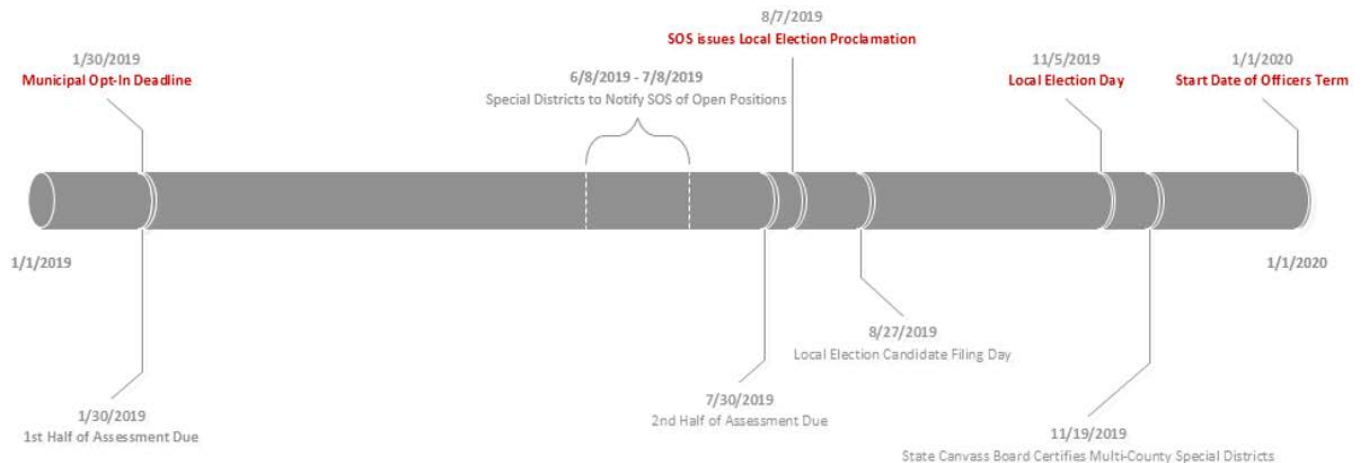 8/7/2019
SOS issues Local Election Proclamation
1/30/2019
Municipal Opt-In Deadline
6/8/2019 - 7/8/2019
Special Districts to Notify SOS of Open Positions
11/5/2019
Local Election Day
1/1/2020
Start Date of Officers Term
1/1/2019
1/1/2020
8/27/2019
Local Election Candidate Filing Day
1/30/2019
1st Half of Assessment Due
7/30/2019
2nd Half of Assessment Due
11/19/2019
State Canvass Board Certifies Multi-County Special Districts